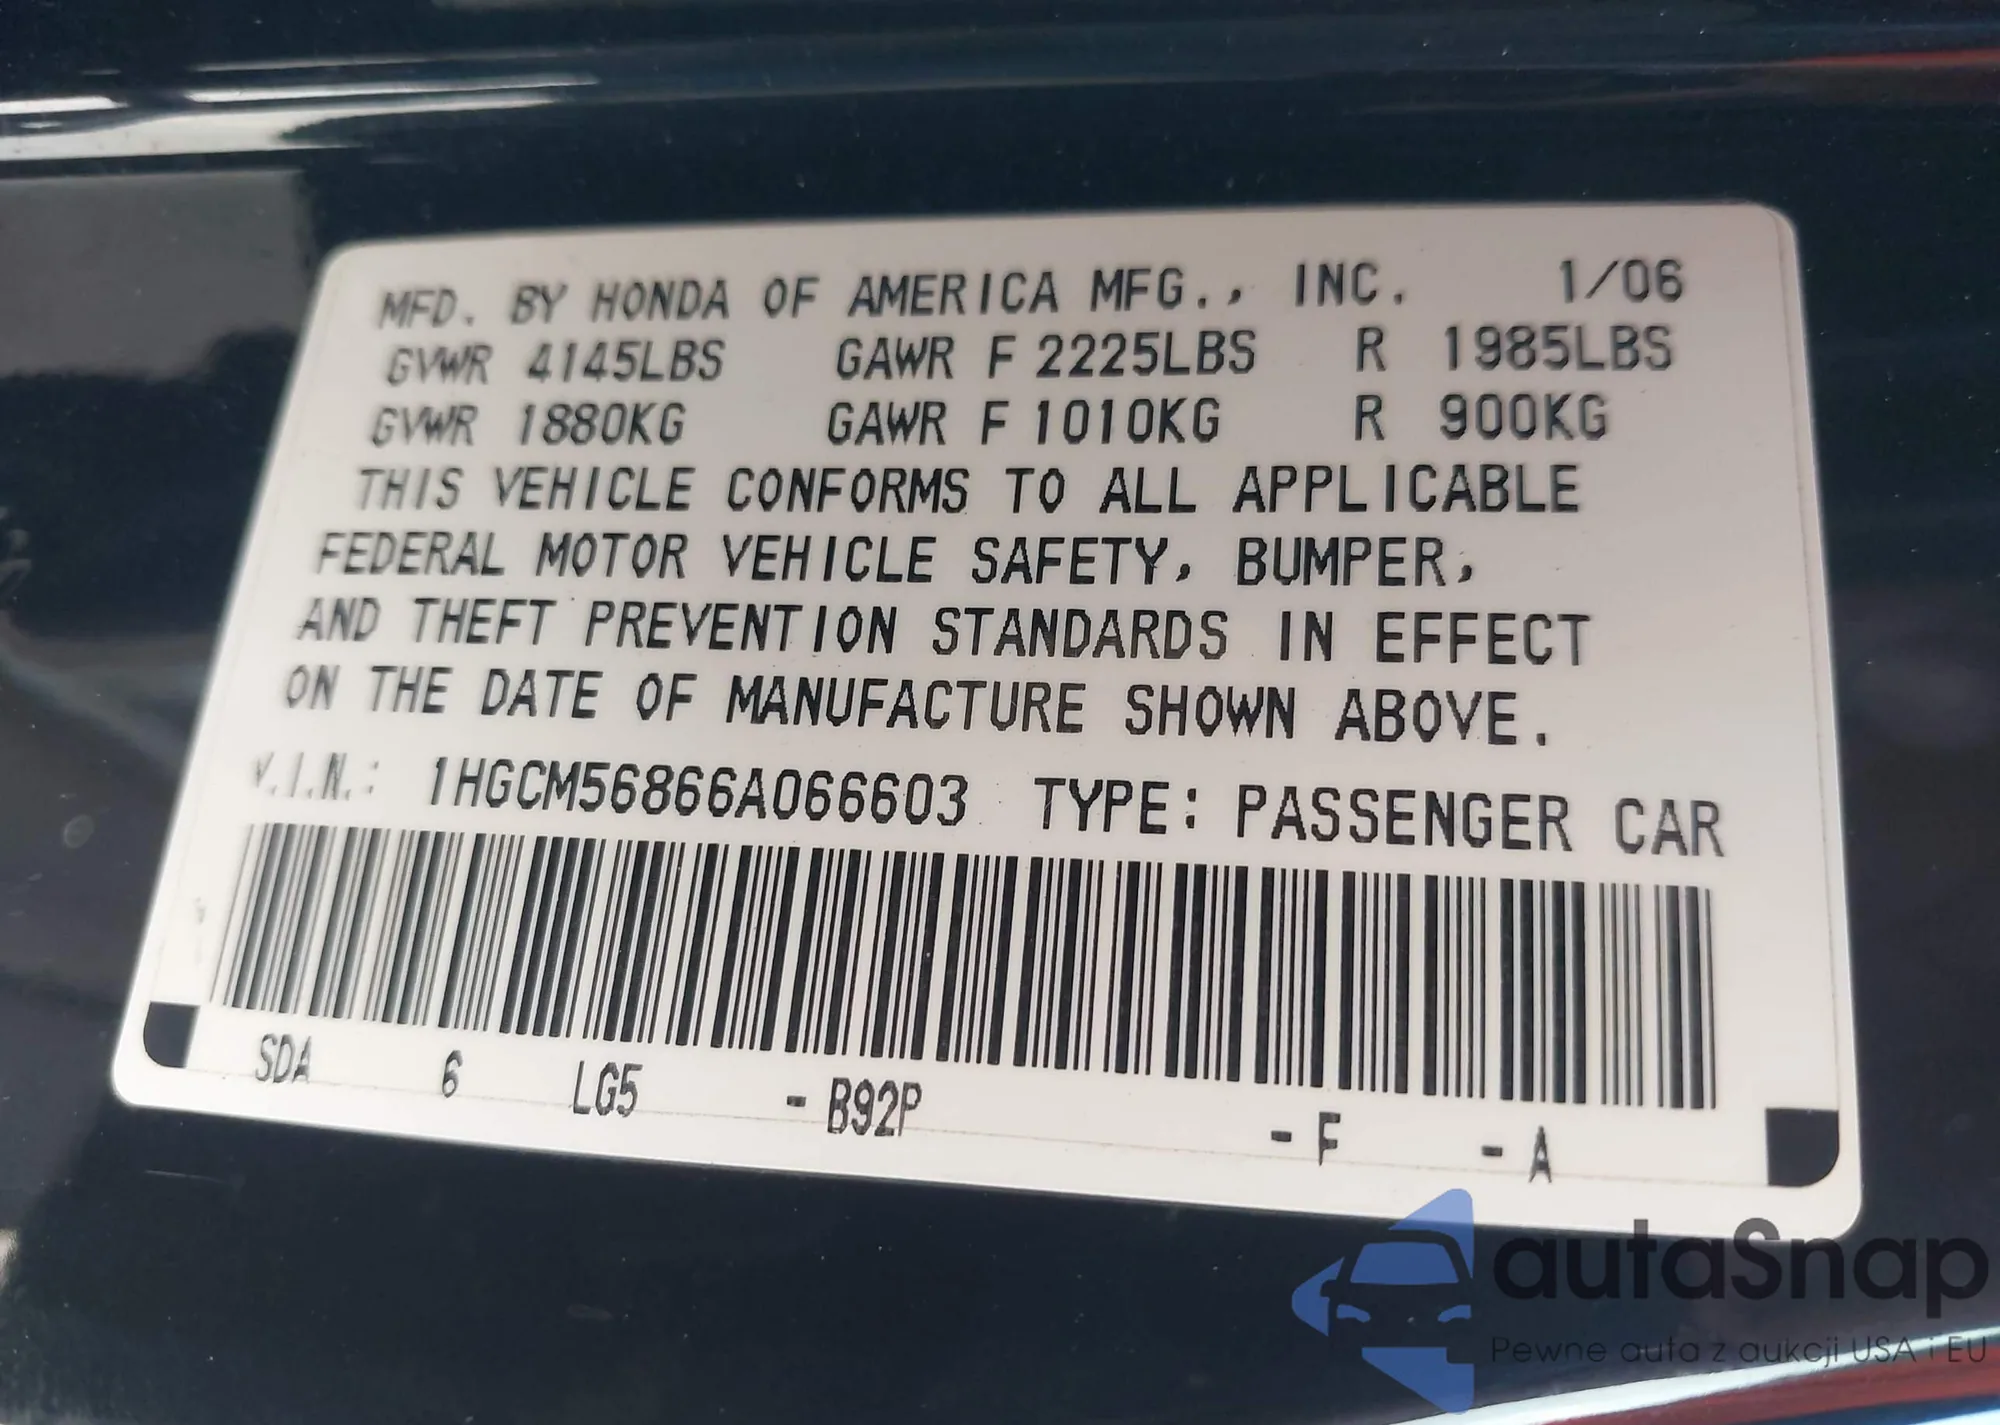 MFD. BY HONDA OF AMERICA MFG., INC. 1/06
GVWR 4145LBS GAWR F 2225LBS R 1985LBS
GVWR 1880KG GAWR F 1010KG R 900KG
THIS VEHICLE CONFORMS TO ALL APPLICABLE
FEDERAL MOTOR VEHICLE SAFETY, BUMPER,
AND THEFT PREVENTION STANDARDS IN EFFECT
ON THE DATE OF MANUFACTURE SHOWN ABOVE.
V.I.N.: 1HGCM56866A066603 TYPE: PASSENGER CAR
SDA 6 LG5 - B92P - F - A
autaSnap
Pewne auta z aukcji USA i EU